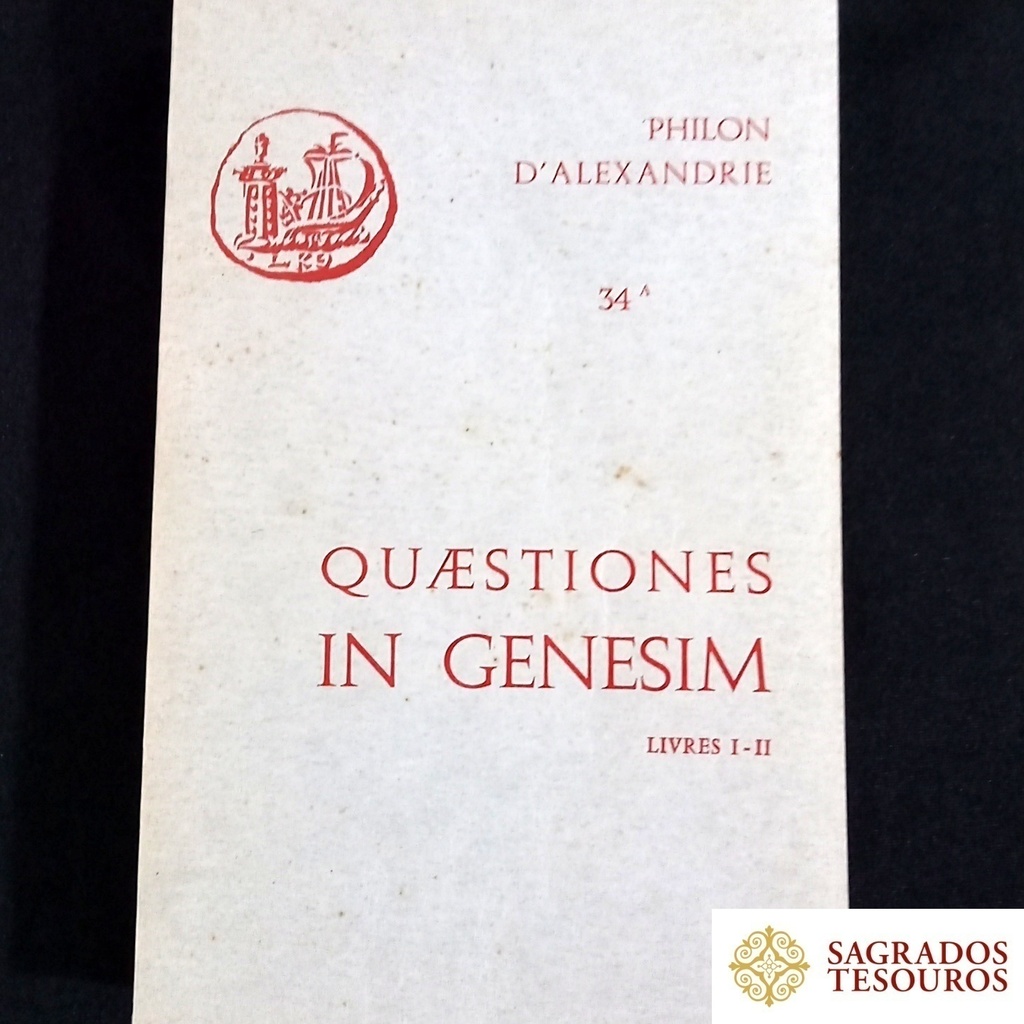 PHILON
D'ALEXANDRIE
34 A
QUÆSTIONES
IN GENESIM
LIVRES I-II
SAGRADOS
TESOUROS